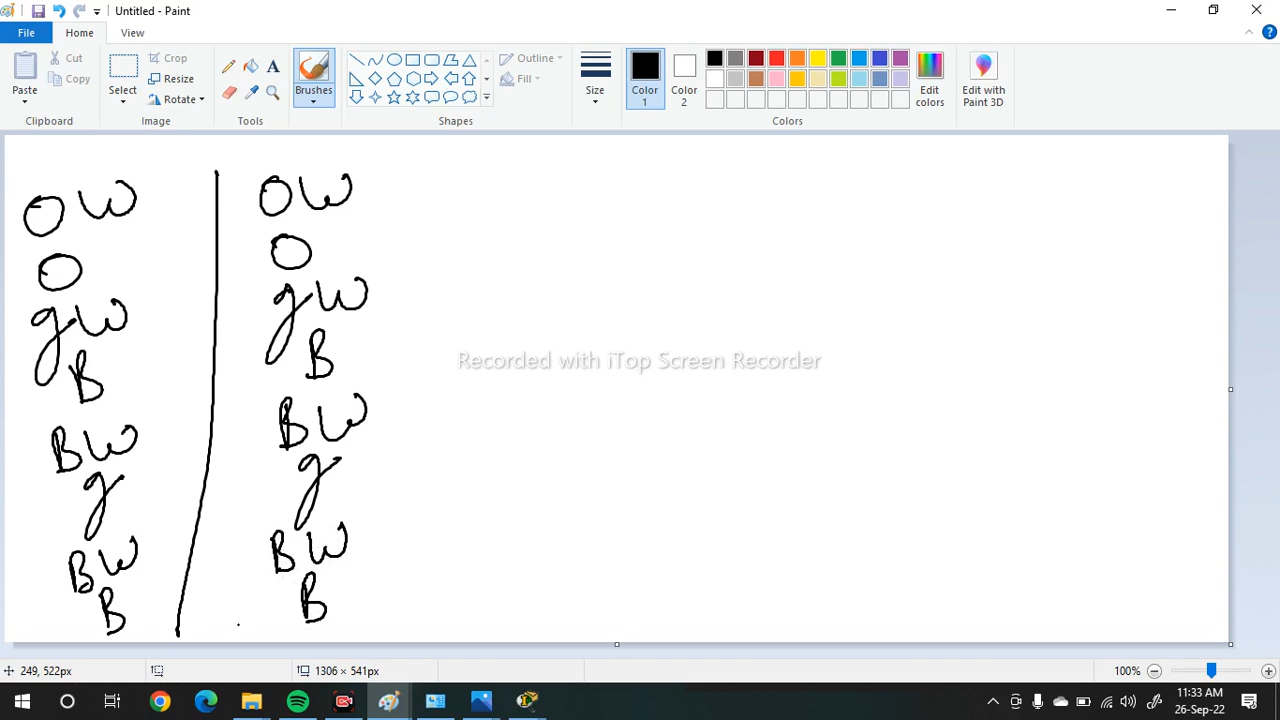 Untitled - Paint
File Home View
Paste
Cut
Copy
Clipboard
Select
Crop
Resize
Rotate
Image
A
Tools
Brushes
Shapes
Outline
Fill
Size
Color 1
Color 2
Edit colors
Colors
Edit with Paint 3D
OW
O
gW
B
BW
g
BW
B
OW
O
gW
B
BW
g
BW
B
Recorded with iTop Screen Recorder
249, 522px
1306 × 541px
100%
11:33 AM
26-Sep-22